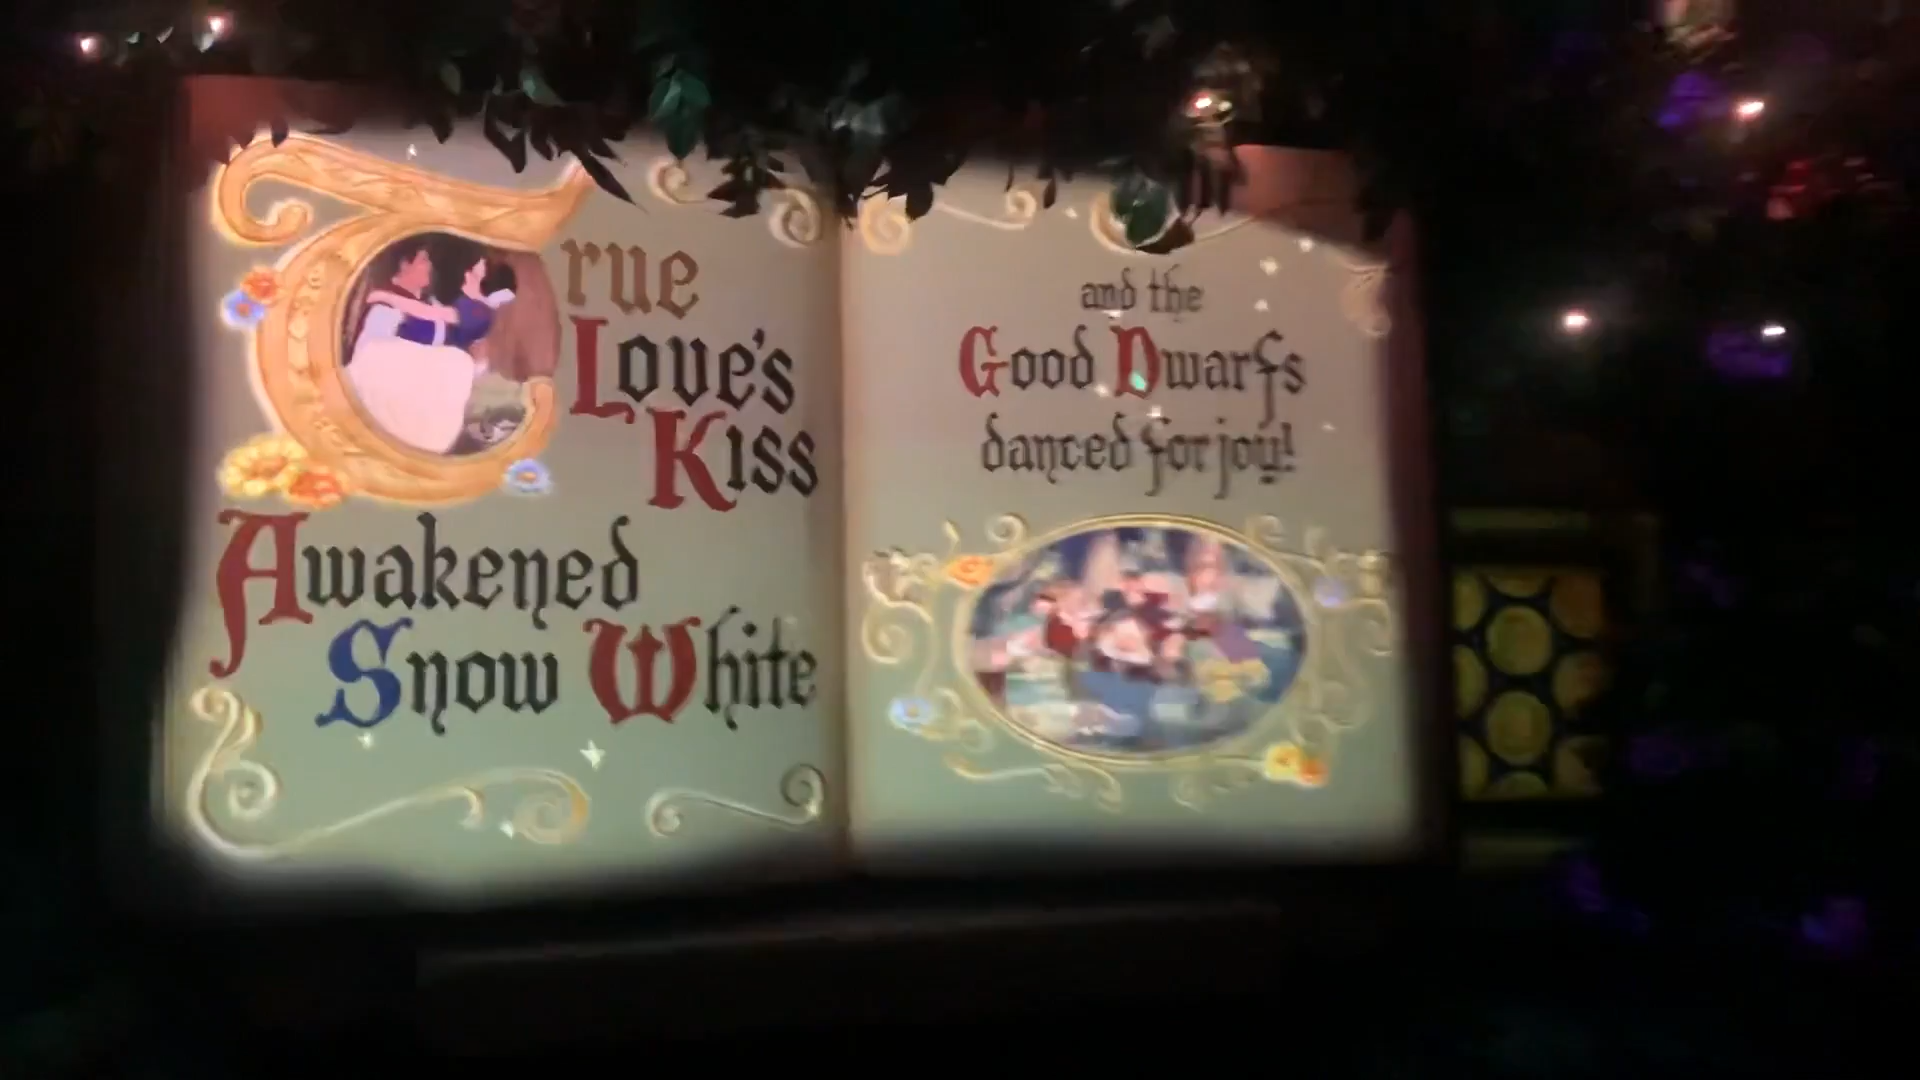 True
Love's
Kiss
Awakened
Snow White
and the
Good Dwarfs
danced for joy!